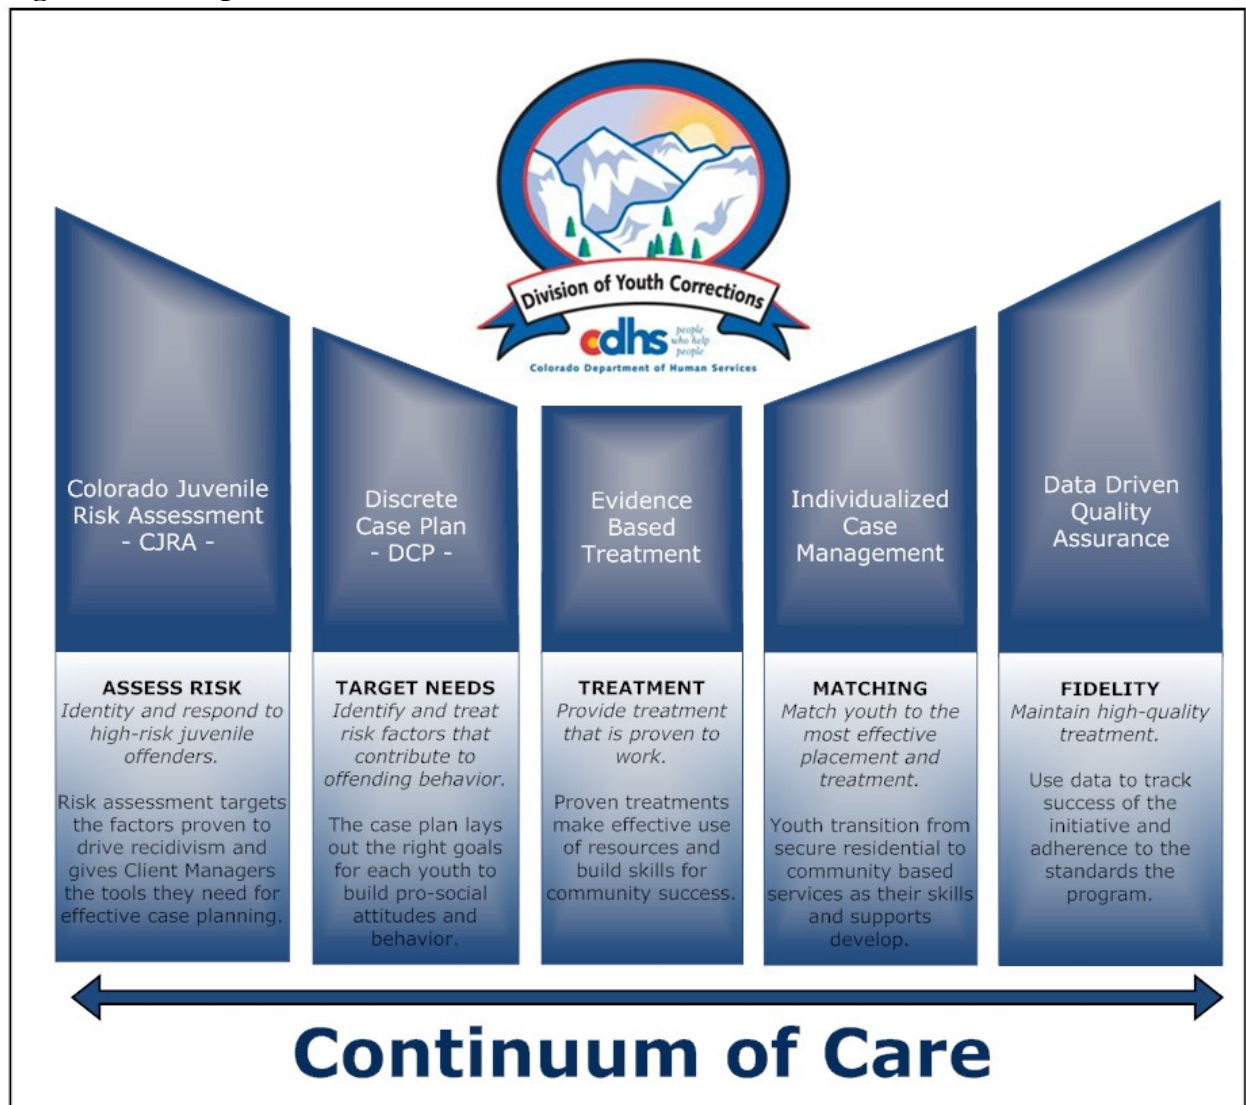 Division of Youth Corrections
cdhs
people
who help
people
Colorado Department of Human Services
Colorado Juvenile
Risk Assessment
- CJRA -
Discrete
Case Plan
- DCP -
Evidence
Based
Treatment
Individualized
Case
Management
Data Driven
Quality
Assurance
ASSESS RISK
Identity and respond to
high-risk juvenile
offenders.
Risk assessment targets
the factors proven to
drive recidivism and
gives Client Managers
the tools they need for
effective case planning.
TARGET NEEDS
Identify and treat
risk factors that
contribute to
offending behavior.
The case plan lays
out the right goals
for each youth to
build pro-social
attitudes and
behavior.
TREATMENT
Provide treatment
that is proven to
work.
Proven treatments
make effective use
of resources and
build skills for
community success.
MATCHING
Match youth to the
most effective
placement and
treatment.
Youth transition from
secure residential to
community based
services as their skills
and supports
develop.
FIDELITY
Maintain high-quality
treatment.
Use data to track
success of the
initiative and
adherence to the
standards the
program.
Continuum of Care